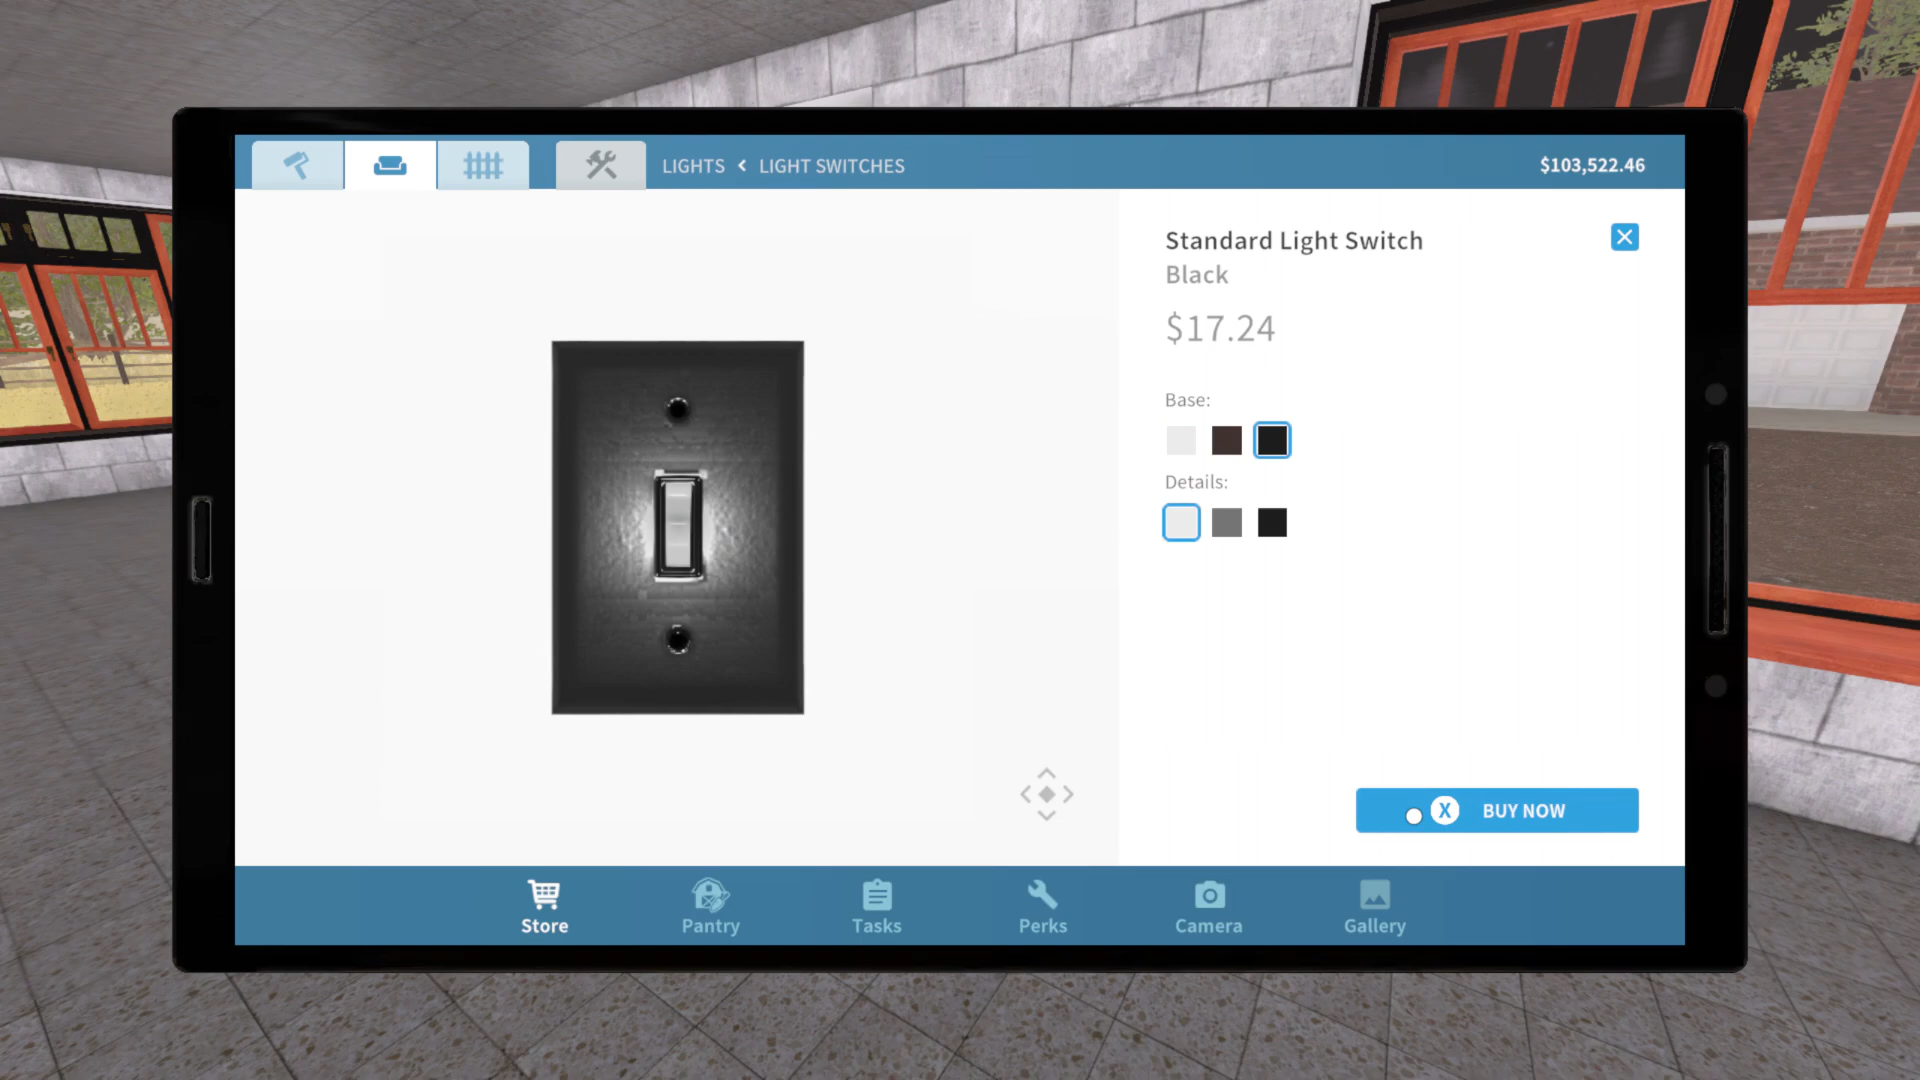 LIGHTS < LIGHT SWITCHES
$103,522.46
Standard Light Switch
Black
$17.24
Base:
Details:
X BUY NOW
Store
Pantry
Tasks
Perks
Camera
Gallery